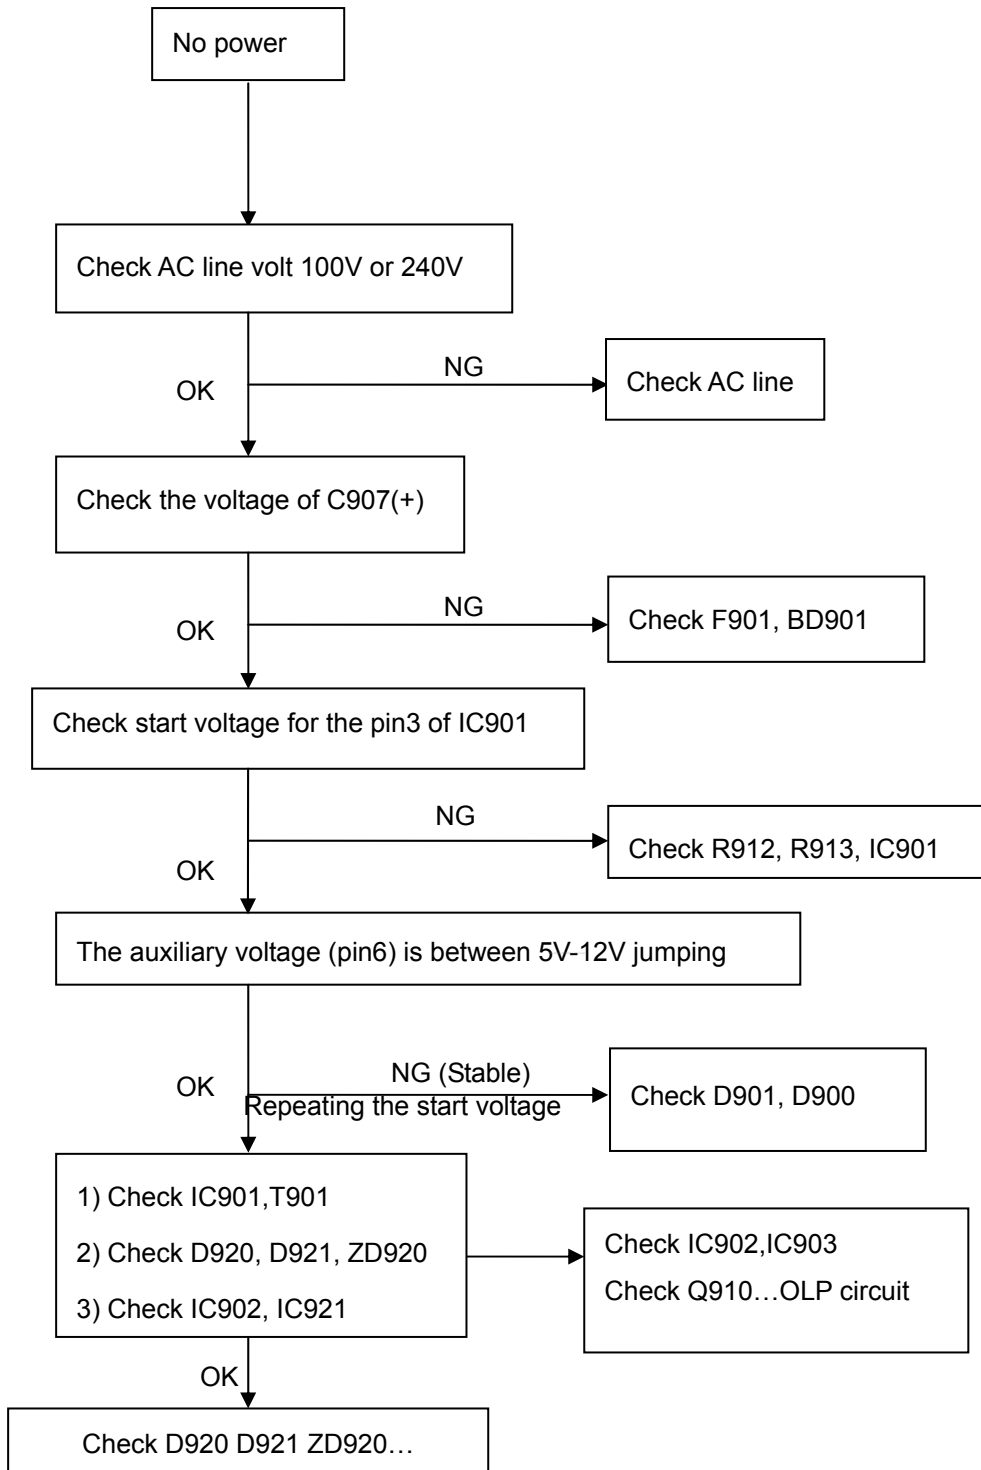 No power
Check AC line volt 100V or 240V
NG
OK
Check AC line
Check the voltage of C907(+)
NG
OK
Check F901, BD901
Check start voltage for the pin3 of IC901
NG
OK
Check R912, R913, IC901
The auxiliary voltage (pin6) is between 5V-12V jumping
NG (Stable)
OK
Repeating the start voltage
Check D901, D900
1) Check IC901,T901
2) Check D920, D921, ZD920
3) Check IC902, IC921
Check IC902,IC903
Check Q910…OLP circuit
OK
Check D920 D921 ZD920…